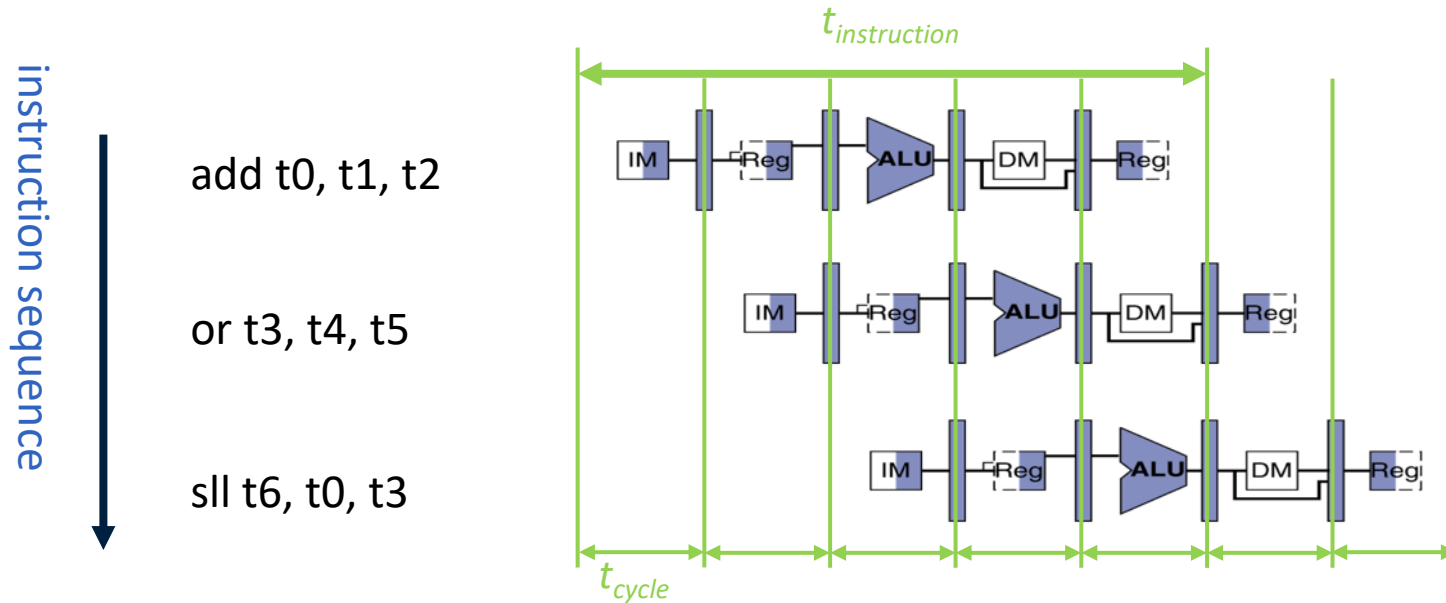 t_instruction
instruction sequence
add t0, t1, t2
IM Reg ALU DM Reg
or t3, t4, t5
IM Reg ALU DM Reg
sll t6, t0, t3
IM Reg ALU DM Reg
t_cycle